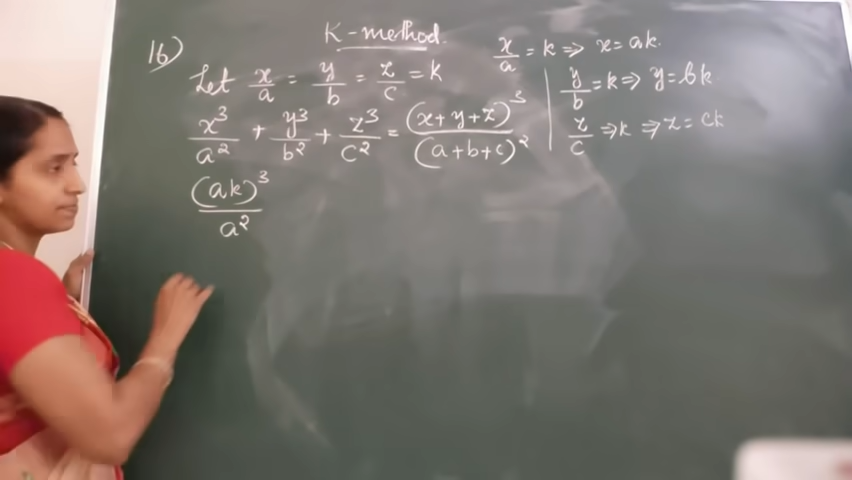 K-method.
16)
Let x/a = y/b = z/c = k
x³/a² + y³/b² + z³/c² = (x+y+z)³/(a+b+c)²
(ak)³/a²
x/a = k ⇒ x = ak.
y/b = k ⇒ y = bk
z/c ⇒ k ⇒ z = ck